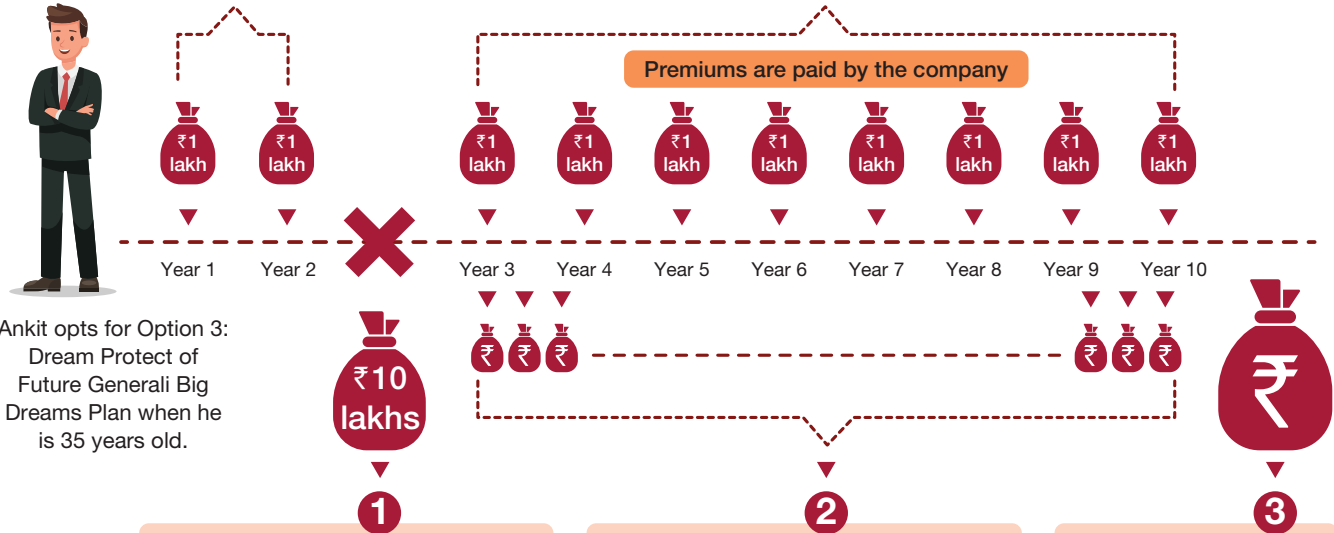 Premiums are paid by the company
₹1 lakh
₹1 lakh
₹1 lakh
₹1 lakh
₹1 lakh
₹1 lakh
₹1 lakh
₹1 lakh
₹1 lakh
₹1 lakh
Year 1
Year 2
Year 3
Year 4
Year 5
Year 6
Year 7
Year 8
Year 9
Year 10
Ankit opts for Option 3:
Dream Protect of
Future Generali Big
Dreams Plan when he
is 35 years old.
₹10
lakhs
₹
₹
₹
₹
₹
₹
₹
1
2
3